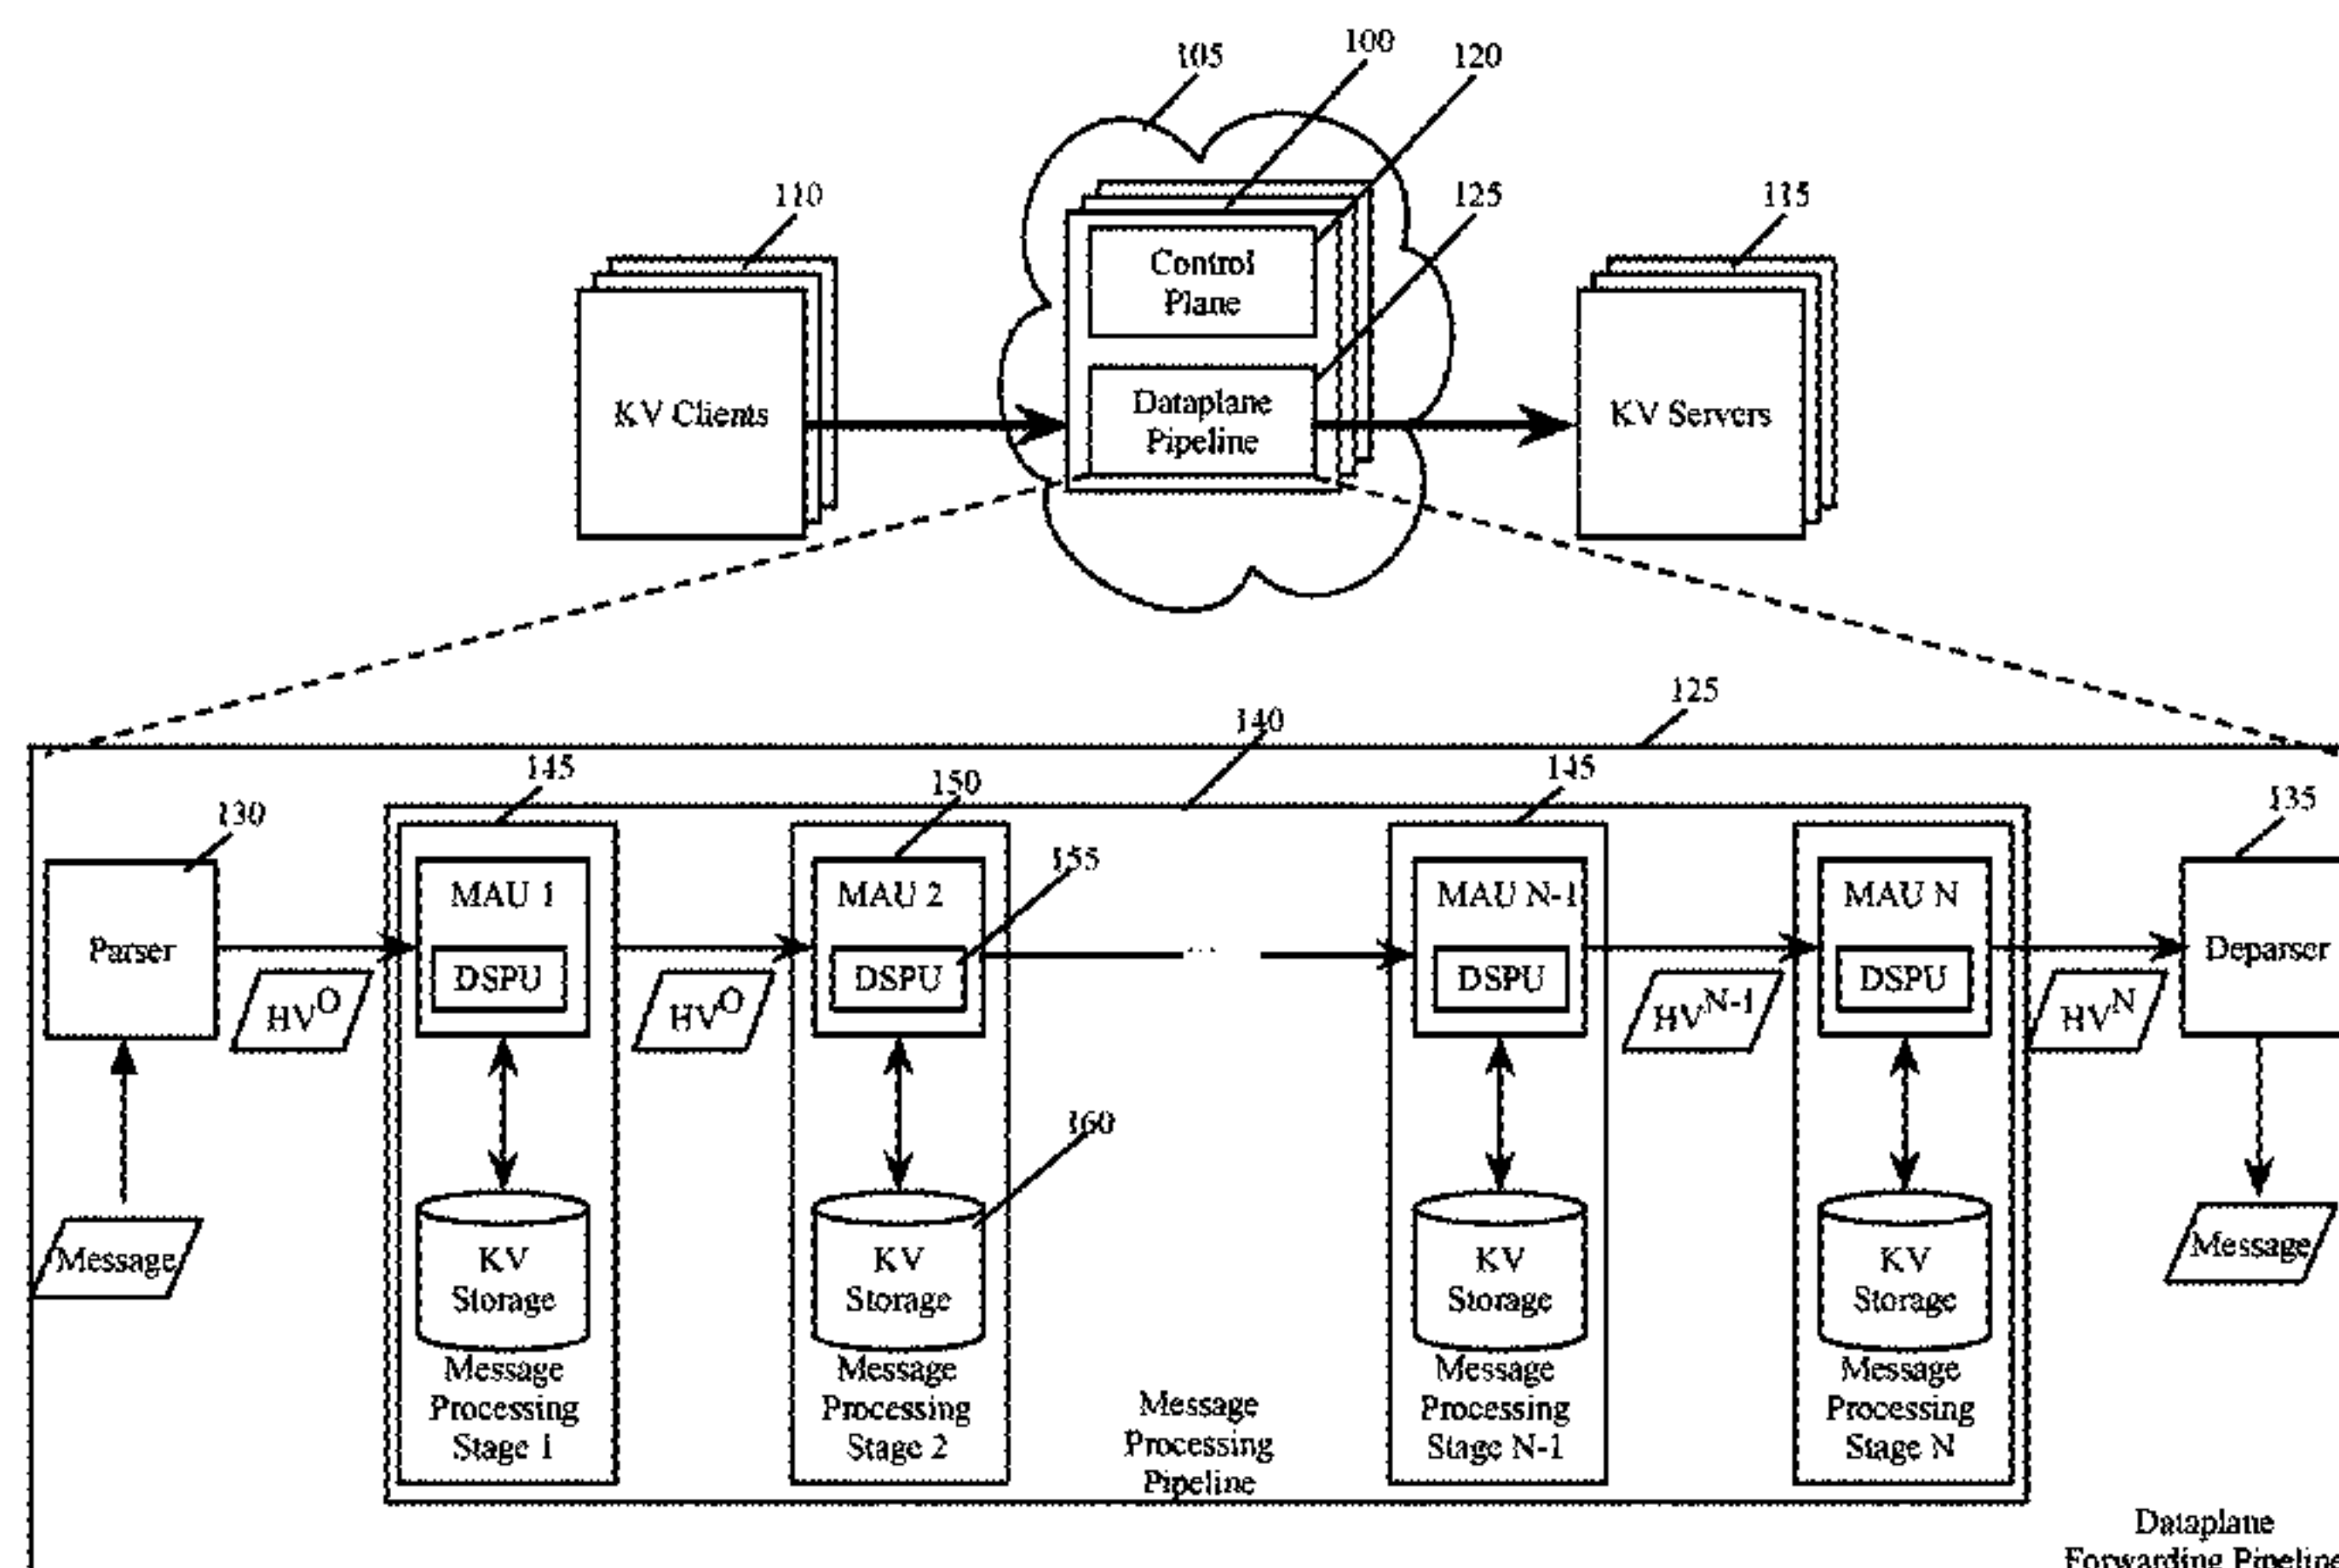 105
100
120
110
125
115
Control
Plane
KV Clients
Dataplane
Pipeline
KV Servers
125
140
145
150
145
130
135
155
MAU 1
MAU 2
MAU N-1
MAU N
Parser
DSPU
DSPU
DSPU
DSPU
Deparser
HV^O
HV^O
HV^N-1
HV^N
160
Message
KV
Storage
KV
Storage
KV
Storage
KV
Storage
Message
Message
Processing
Stage 1
Message
Processing
Stage 2
Message
Processing
Pipeline
Message
Processing
Stage N-1
Message
Processing
Stage N
Dataplane
Forwarding Pipeline